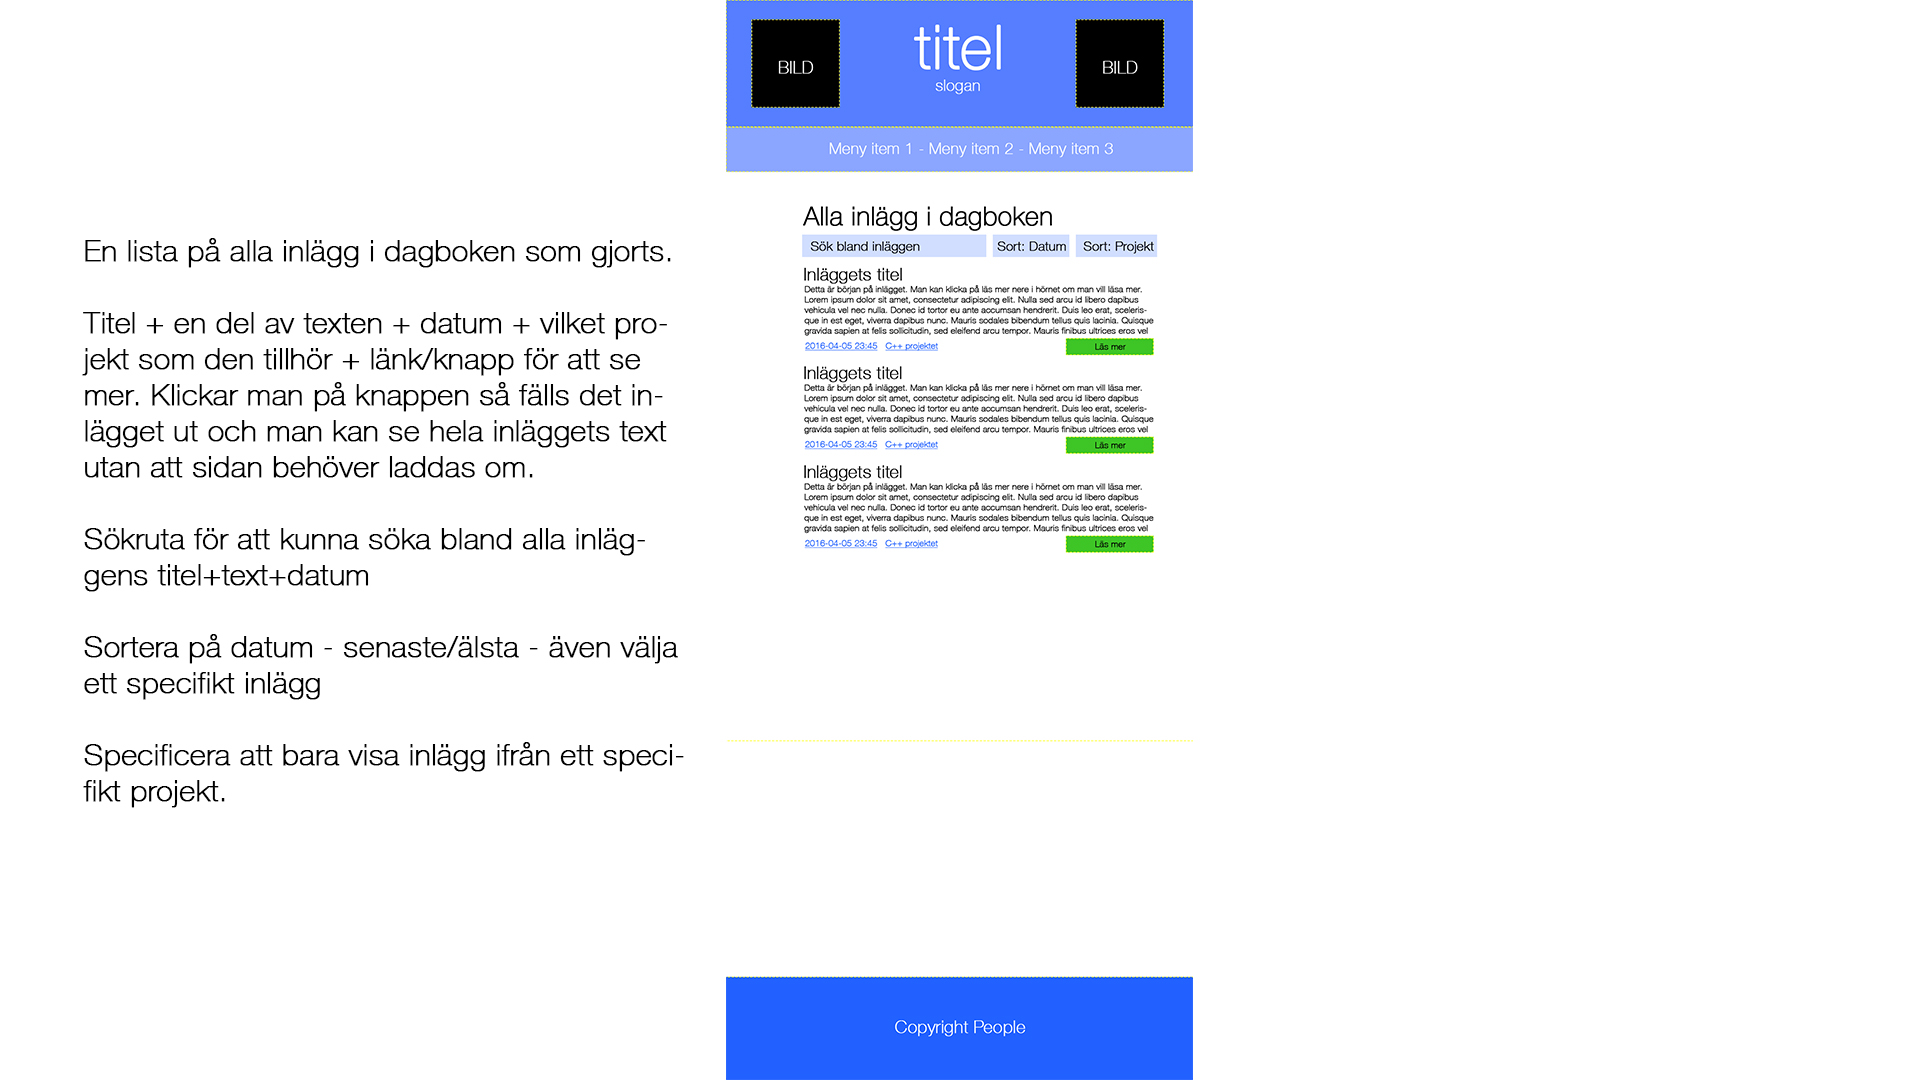 En lista på alla inlägg i dagboken som gjorts.
Titel + en del av texten + datum + vilket pro-
jekt som den tillhör + länk/knapp för att se
mer. Klickar man på knappen så fälls det in-
lägget ut och man kan se hela inläggets text
utan att sidan behöver laddas om.
Sökruta för att kunna söka bland alla inläg-
gens titel+text+datum
Sortera på datum - senaste/älsta - även välja
ett specifikt inlägg
Specificera att bara visa inlägg ifrån ett speci-
fikt projekt.
BILD
titel
slogan
BILD
Meny item 1 - Meny item 2 - Meny item 3
Alla inlägg i dagboken
Sök bland inläggen
Sort: Datum
Sort: Projekt
Inläggets titel
Detta är början på inlägget. Man kan klicka på läs mer nere i hörnet om man vill läsa mer.
Lorem ipsum dolor sit amet, consectetur adipiscing elit. Nulla sed arcu id libero dapibus
vehicula vel nec nulla. Donec id tortor eu ante accumsan hendrerit. Duis leo erat, sceleris-
que in est eget, viverra dapibus nunc. Mauris sodales bibendum tellus quis lacinia. Quisque
gravida sapien at felis sollicitudin, sed eleifend arcu tempor. Mauris finibus ultrices eros vel
2016-04-05 23:45 C++ projektet
Läs mer
Inläggets titel
Detta är början på inlägget. Man kan klicka på läs mer nere i hörnet om man vill läsa mer.
Lorem ipsum dolor sit amet, consectetur adipiscing elit. Nulla sed arcu id libero dapibus
vehicula vel nec nulla. Donec id tortor eu ante accumsan hendrerit. Duis leo erat, sceleris-
que in est eget, viverra dapibus nunc. Mauris sodales bibendum tellus quis lacinia. Quisque
gravida sapien at felis sollicitudin, sed eleifend arcu tempor. Mauris finibus ultrices eros vel
2016-04-05 23:45 C++ projektet
Läs mer
Inläggets titel
Detta är början på inlägget. Man kan klicka på läs mer nere i hörnet om man vill läsa mer.
Lorem ipsum dolor sit amet, consectetur adipiscing elit. Nulla sed arcu id libero dapibus
vehicula vel nec nulla. Donec id tortor eu ante accumsan hendrerit. Duis leo erat, sceleris-
que in est eget, viverra dapibus nunc. Mauris sodales bibendum tellus quis lacinia. Quisque
gravida sapien at felis sollicitudin, sed eleifend arcu tempor. Mauris finibus ultrices eros vel
2016-04-05 23:45 C++ projektet
Läs mer
Copyright People